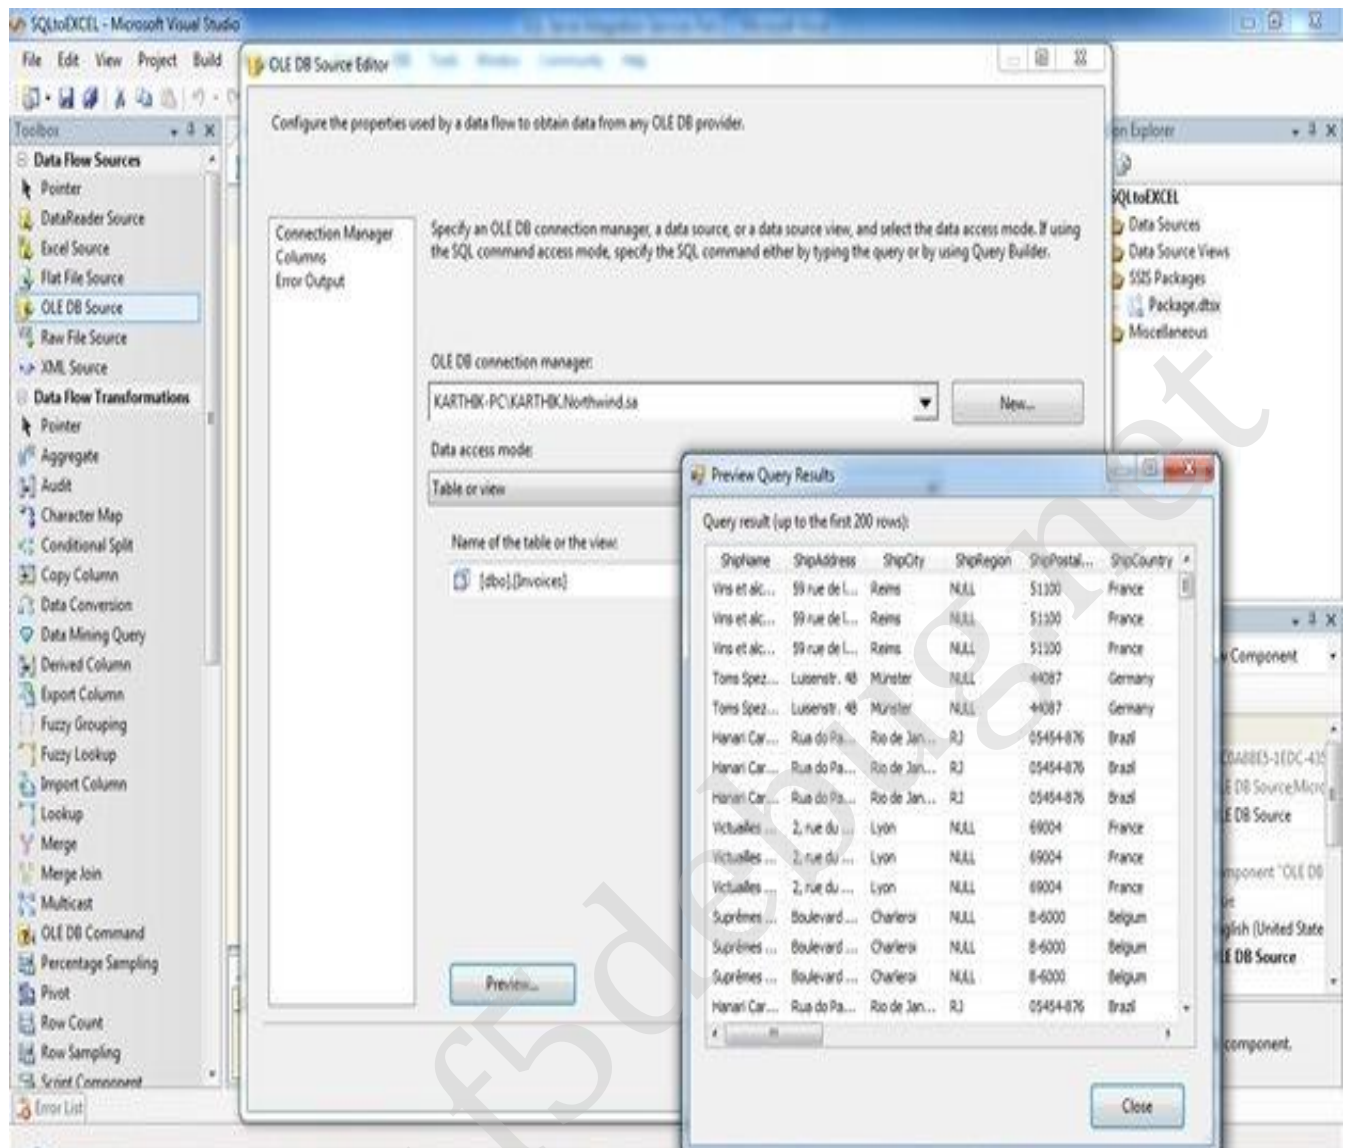 SQLtoEXCEL - Microsoft Visual Studio
File Edit View Project Build
Toolbox
Data Flow Sources
Pointer
DataReader Source
Excel Source
Flat File Source
OLE DB Source
Raw File Source
XML Source
Data Flow Transformations
Pointer
Aggregate
Audit
Character Map
Conditional Split
Copy Column
Data Conversion
Data Mining Query
Derived Column
Export Column
Fuzzy Grouping
Fuzzy Lookup
Import Column
Lookup
Merge
Merge Join
Multicast
OLE DB Command
Percentage Sampling
Pivot
Row Count
Row Sampling
Script Component
Error List
OLE DB Source Editor
Configure the properties used by a data flow to obtain data from any OLE DB provider.
Connection Manager
Columns
Error Output
Specify an OLE DB connection manager, a data source, or a data source view, and select the data access mode. If using
the SQL command access mode, specify the SQL command either by typing the query or by using Query Builder.
OLE DB connection manager:
KARTHIK-PC\KARTHIK.Northwind.sa
New...
Data access mode:
Table or view
Name of the table or the view:
[dbo].[Invoices]
Preview...
Preview Query Results
Query result (up to the first 200 rows):
ShipName ShipAddress ShipCity ShipRegion ShipPostal... ShipCountry
Vins et alc... 59 rue de l... Reims NULL 51100 France
Vins et alc... 59 rue de l... Reims NULL 51100 France
Vins et alc... 59 rue de l... Reims NULL 51100 France
Toms Spez... Luisenstr. 48 Münster NULL 44087 Germany
Toms Spez... Luisenstr. 48 Münster NULL 44087 Germany
Hanari Car... Rua do Pa... Rio de Jan... RJ 05454-876 Brazil
Hanari Car... Rua do Pa... Rio de Jan... RJ 05454-876 Brazil
Hanari Car... Rua do Pa... Rio de Jan... RJ 05454-876 Brazil
Victuailles ... 2, rue du ... Lyon NULL 69004 France
Victuailles ... 2, rue du ... Lyon NULL 69004 France
Victuailles ... 2, rue du ... Lyon NULL 69004 France
Suprêmes ... Boulevard ... Charleroi NULL B-6000 Belgium
Suprêmes ... Boulevard ... Charleroi NULL B-6000 Belgium
Suprêmes ... Boulevard ... Charleroi NULL B-6000 Belgium
Hanari Car... Rua do Pa... Rio de Jan... RJ 05454-876 Brazil
Close
on Explorer
SQLtoEXCEL
Data Sources
Data Source Views
SSIS Packages
Package.dtsx
Miscellaneous
Component
E DB Source;Micro
E DB Source
mponent "OLE DB
glish (United State
E DB Source
component.
f5debug.net